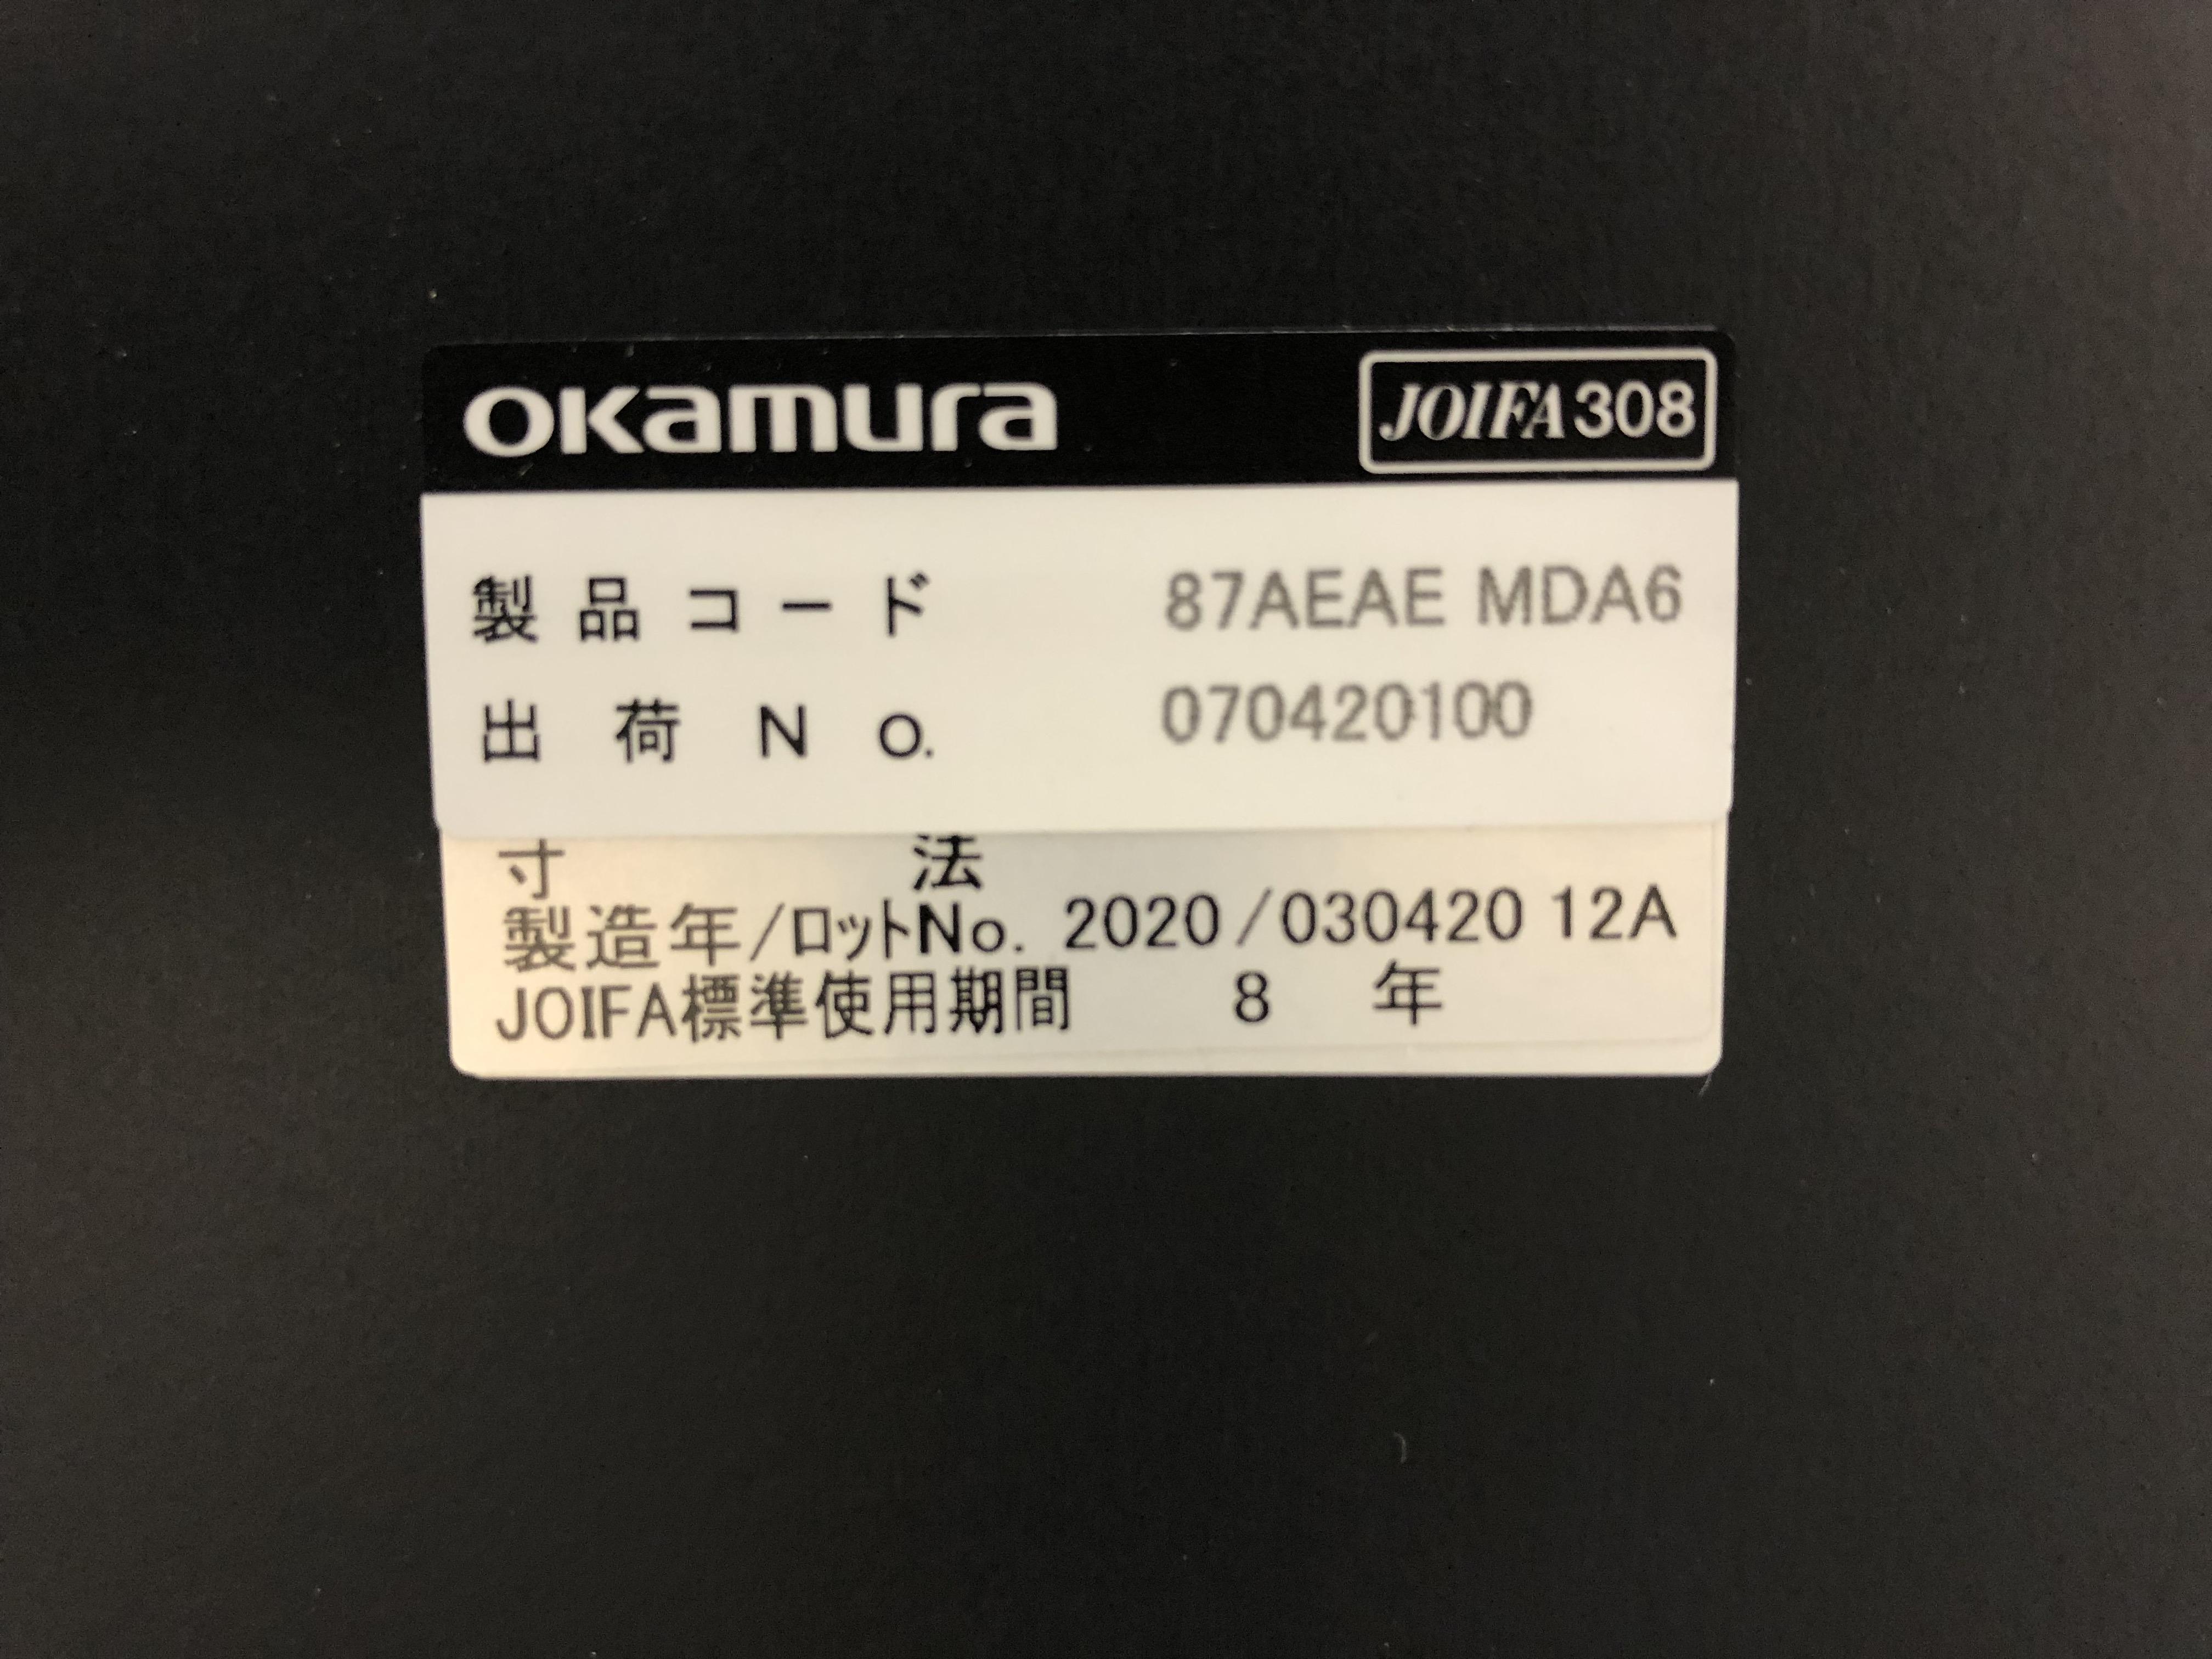 okamura
JOIFA308
製品コード 87AEAE MDA6
出荷No. 070420100
寸法
製造年/ロットNo. 2020/030420 12A
JOIFA標準使用期間 8 年